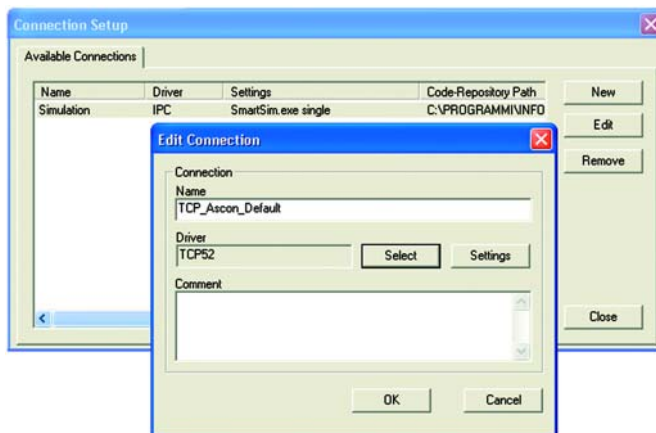 Connection Setup
Available Connections
Name Driver Settings Code-Repository Path
Simulation IPC SmartSim.exe single C:\PROGRAMMI\INFO
New
Edit
Remove
Close
Edit Connection
Connection
Name
TCP_Ascon_Default
Driver
TCP52
Select
Settings
Comment
OK
Cancel